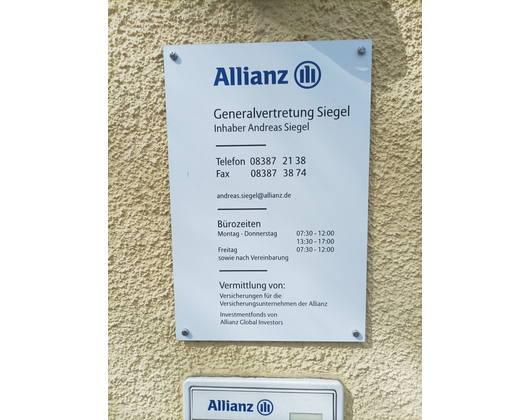 Allianz
Generalvertretung Siegel
Inhaber Andreas Siegel
Telefon 08387 21 38
Fax 08387 38 74
andreas.siegel@allianz.de
Bürozeiten
Montag - Donnerstag 07:30 - 12:00
13:30 - 17:00
Freitag 07:30 - 12:00
sowie nach Vereinbarung
Vermittlung von:
Versicherungen für die
Versicherungsunternehmen der Allianz
Investmentfonds von
Allianz Global Investors
Allianz